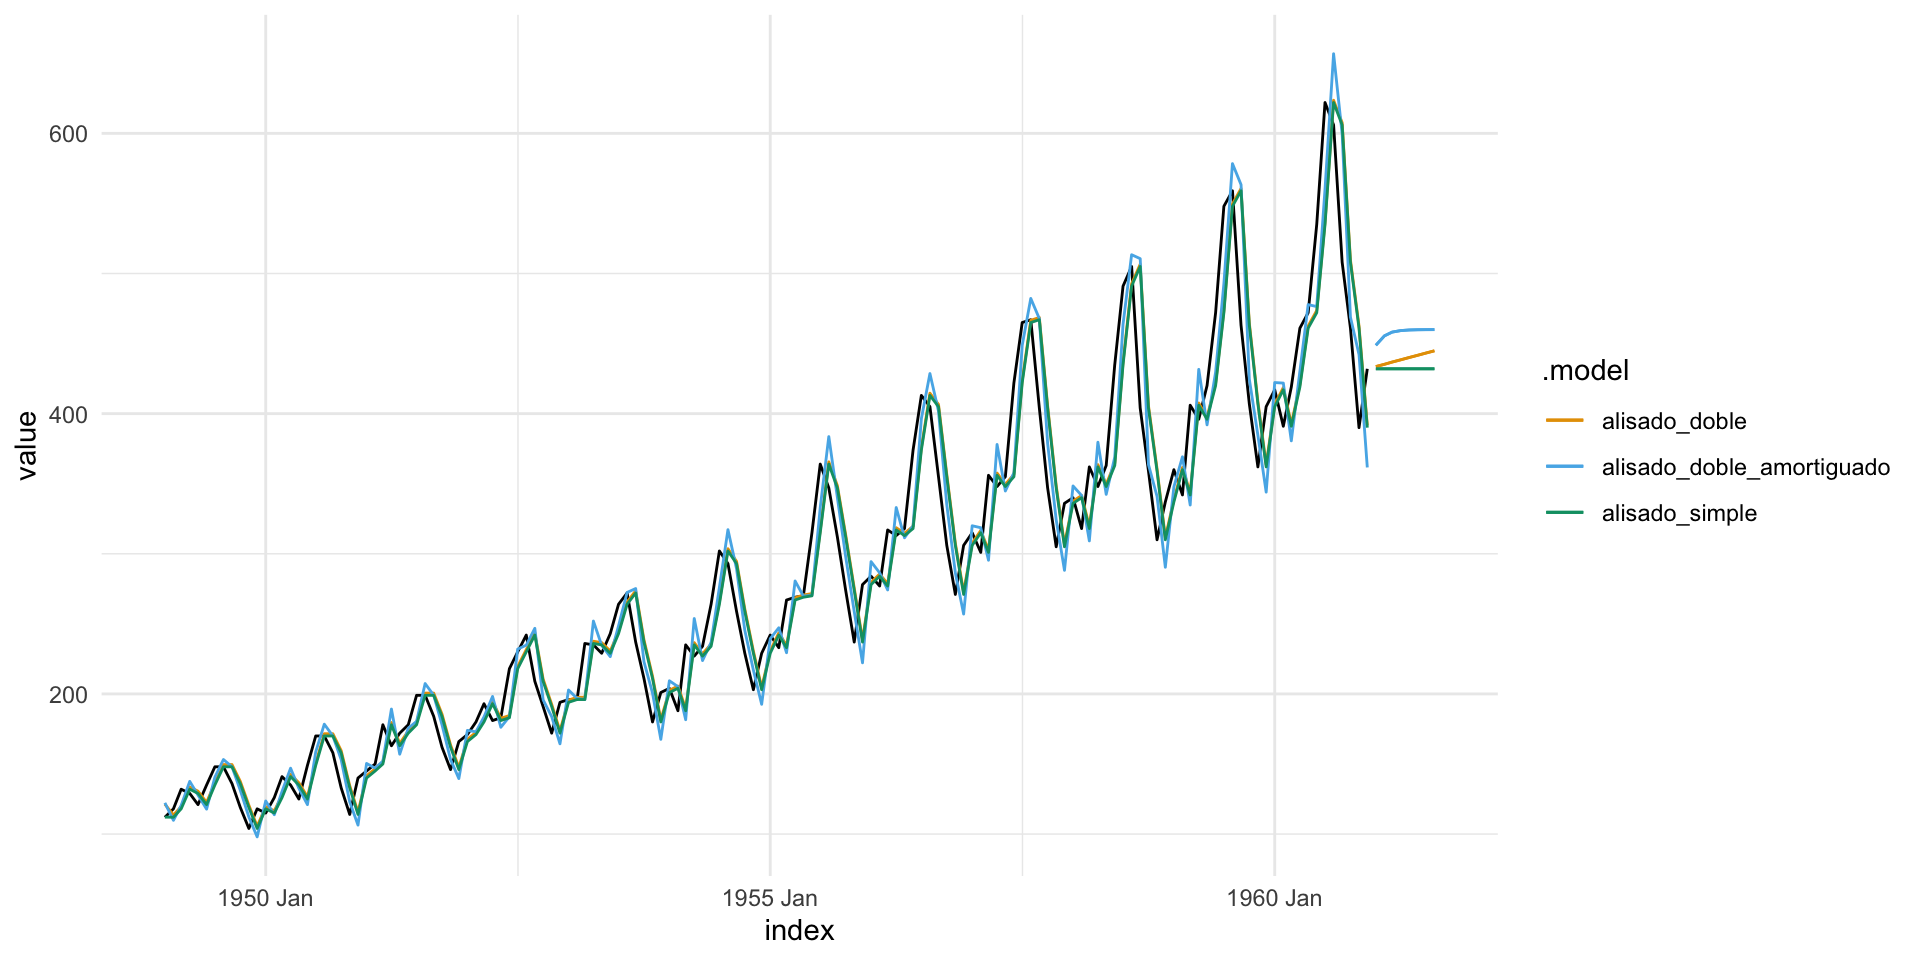 600
400
200
value
1950 Jan
1955 Jan
1960 Jan
index
.model
alisado_doble
alisado_doble_amortiguado
alisado_simple